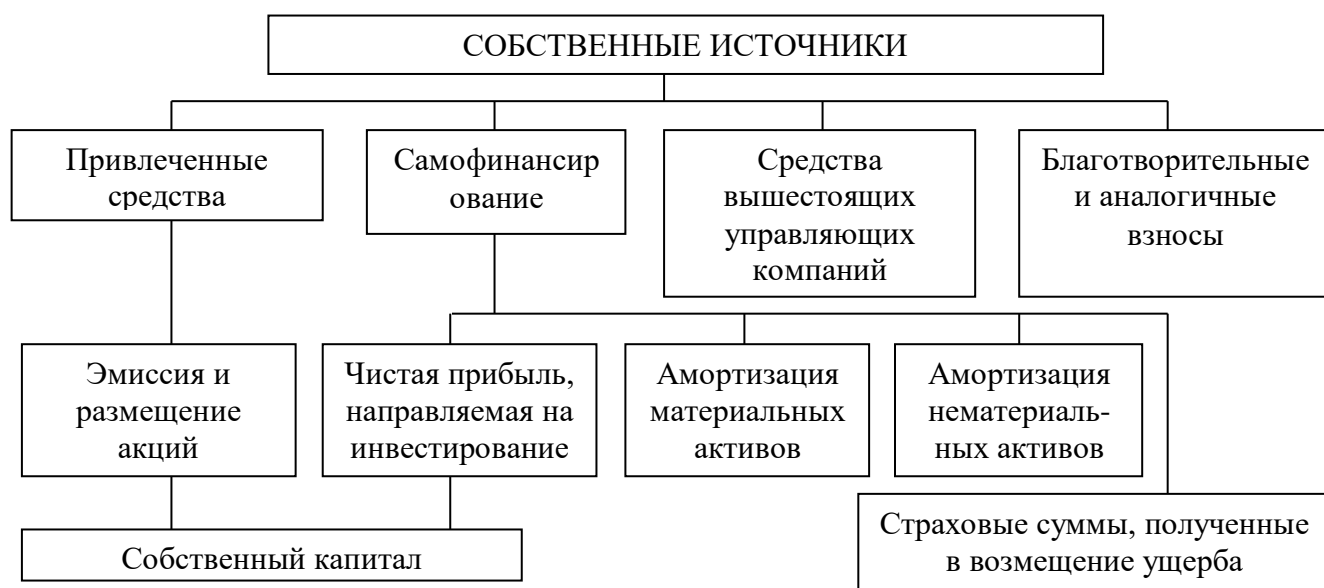 СОБСТВЕННЫЕ ИСТОЧНИКИ
Привлеченные
средства
Самофинансир
ование
Средства
вышестоящих
управляющих
компаний
Благотворительные
и аналогичные
взносы
Эмиссия и
размещение
акций
Чистая прибыль,
направляемая на
инвестирование
Амортизация
материальных
активов
Амортизация
нематериаль-
ных активов
Собственный капитал
Страховые суммы, полученные
в возмещение ущерба